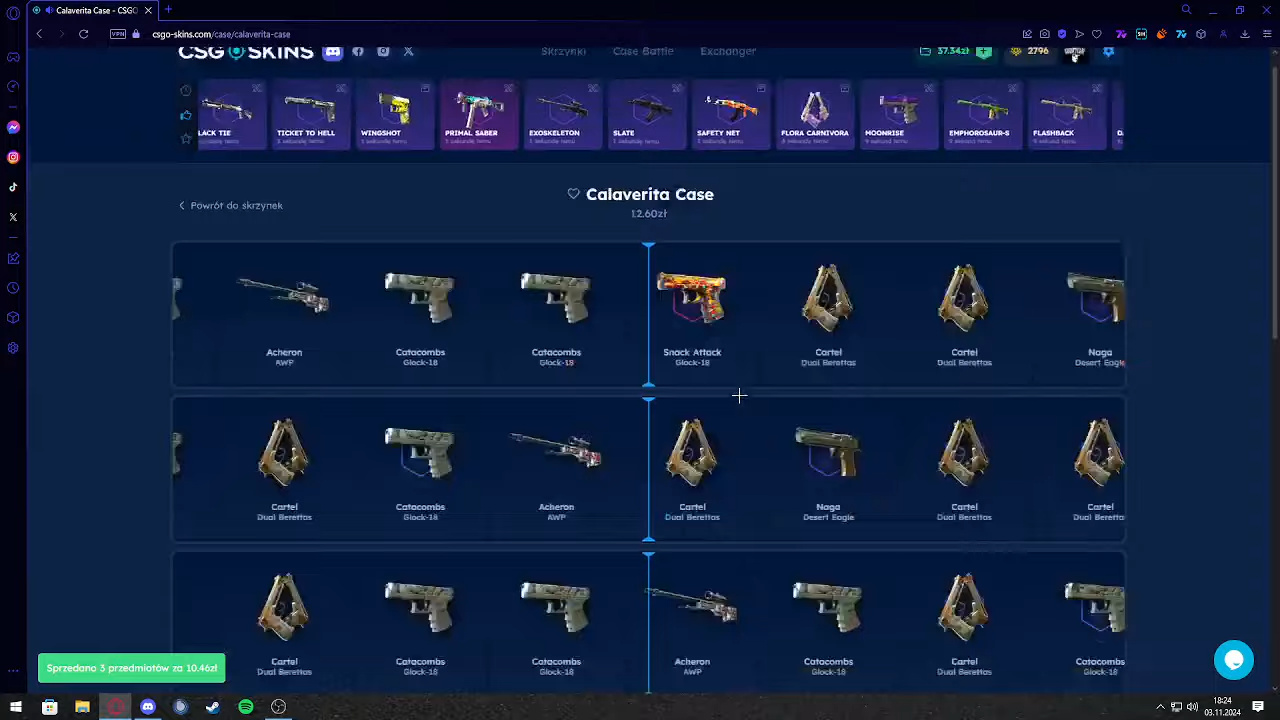 Calaverita Case - CSGO
VPN
csgo-skins.com/case/calaverita-case
CSG SKINS
Skrzynki
Case Battle
Exchanger
37.34zł
2796
LACK TIE
TICKET TO HELL
WINGSHOT
PRIMAL SABER
EXOSKELETON
SLATE
SAFETY NET
FLORA CARNIVORA
MOONRISE
EMPHOROSAUR-S
FLASHBACK
Powrót do skrzynek
Calaverita Case
12.60zł
Acheron
AWP
Catacombs
Glock-18
Catacombs
Glock-18
Snack Attack
Glock-18
Cartel
Dual Berettas
Cartel
Dual Berettas
Naga
Desert Eagle
Cartel
Dual Berettas
Catacombs
Glock-18
Acheron
AWP
Cartel
Dual Berettas
Naga
Desert Eagle
Cartel
Dual Berettas
Cartel
Dual Beretta
Cartel
Dual Berettas
Catacombs
Glock-18
Catacombs
Glock-18
Acheron
AWP
Catacombs
Glock-18
Cartel
Dual Berettas
Catacombs
Glock-18
Sprzedano 3 przedmiotów za 10.46zł
18:24
03.11.2024